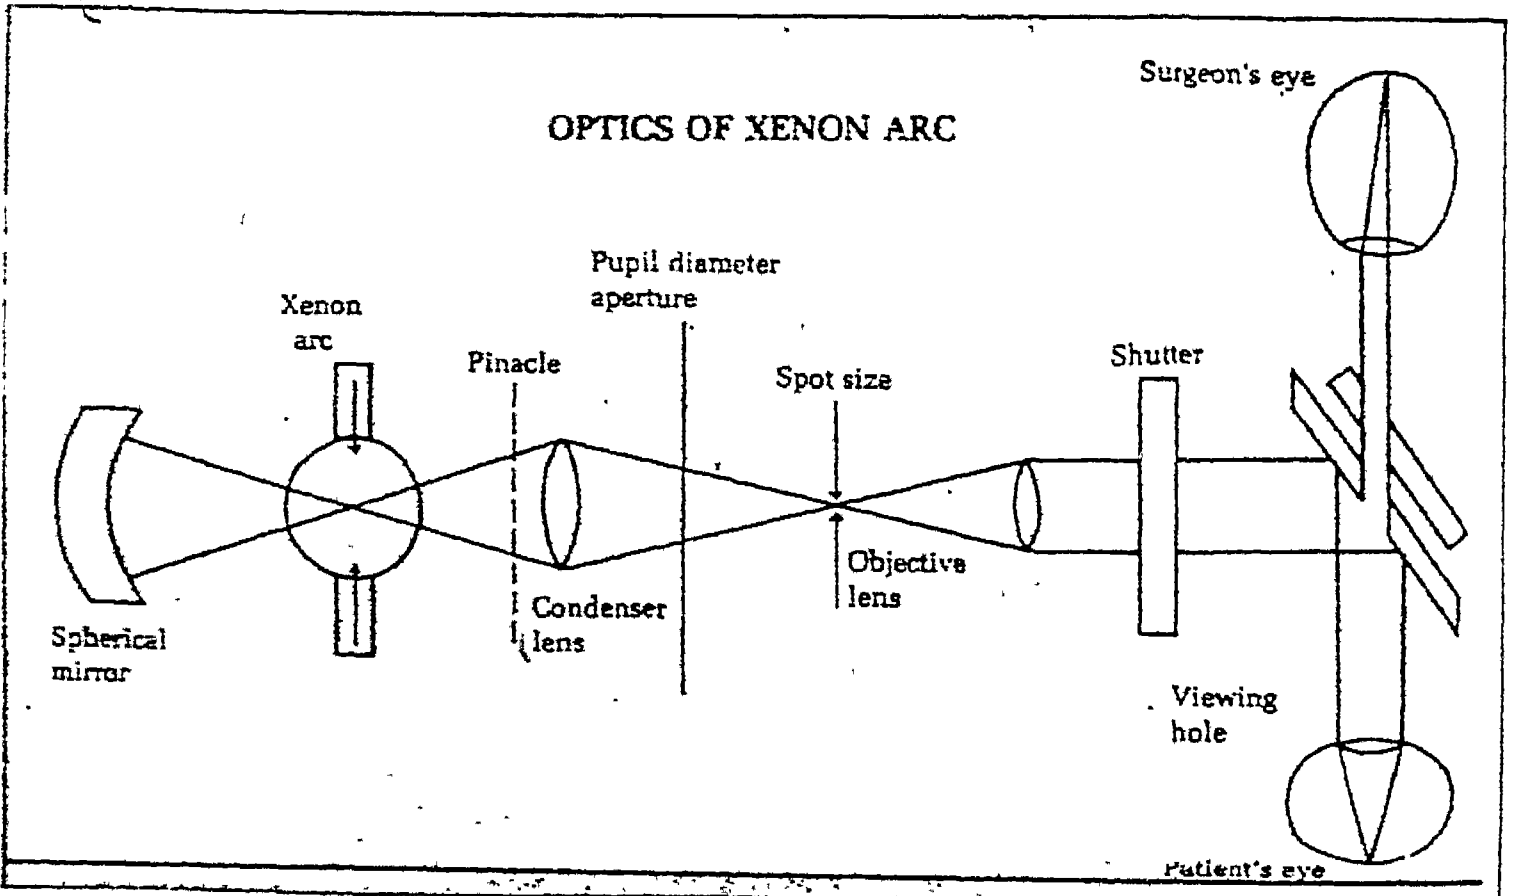 Surgeon's eye
OPTICS OF XENON ARC
Pupil diameter
aperture
Xenon
arc
Pinacle
Spot size
Shutter
Objective
lens
Condenser
lens
Spherical
mirror
Viewing
hole
Patient's eye